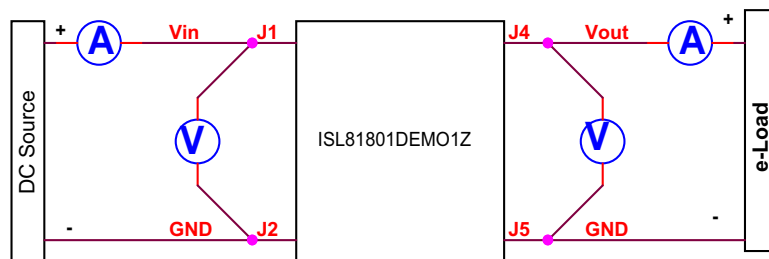 + A Vin J1 J4 Vout A +
DC Source
V
ISL81801DEMO1Z
V
e-Load
- GND J2 J5 GND -